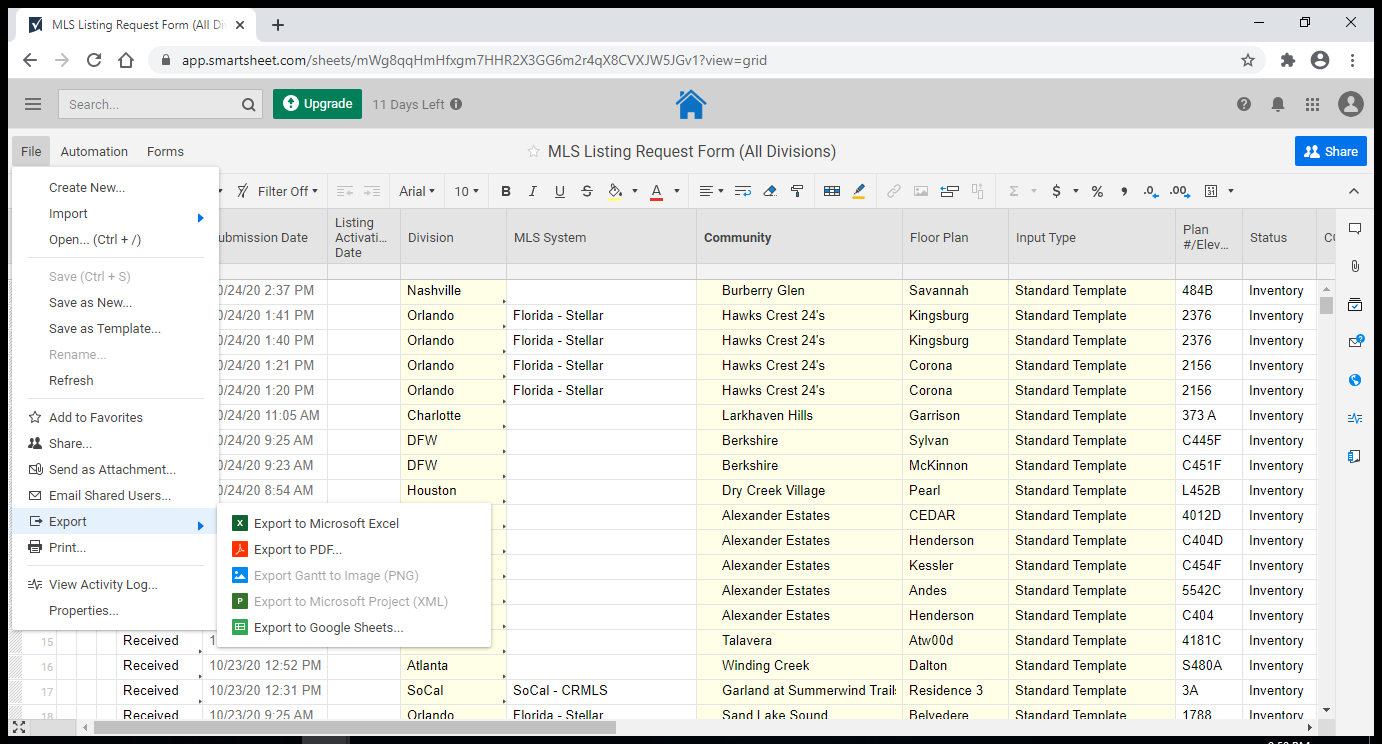 MLS Listing Request Form (All Di
app.smartsheet.com/sheets/mWg8qqHmHfxgm7HHR2X3GG6m2r4qX8CVXJW5JGv1?view=grid
Search...
Upgrade
11 Days Left
File
Automation
Forms
MLS Listing Request Form (All Divisions)
Share
Filter Off
Arial
10
B
I
U
S
A
Σ
$
%
,
.0
.00
31
Create New...
Import
Open... (Ctrl + /)
Save (Ctrl + S)
Save as New...
Save as Template...
Rename...
Refresh
Add to Favorites
Share...
Send as Attachment...
Email Shared Users...
Export
Print...
View Activity Log...
Properties...
Export to Microsoft Excel
Export to PDF...
Export Gantt to Image (PNG)
Export to Microsoft Project (XML)
Export to Google Sheets...
ubmission Date
Listing
Activati...
Date
Division
MLS System
Community
Floor Plan
Input Type
Plan
#/Elev...
Status
0/24/20 2:37 PM Nashville Burberry Glen Savannah Standard Template 484B Inventory
0/24/20 1:41 PM Orlando Florida - Stellar Hawks Crest 24's Kingsburg Standard Template 2376 Inventory
0/24/20 1:40 PM Orlando Florida - Stellar Hawks Crest 24's Kingsburg Standard Template 2376 Inventory
0/24/20 1:21 PM Orlando Florida - Stellar Hawks Crest 24's Corona Standard Template 2156 Inventory
0/24/20 1:20 PM Orlando Florida - Stellar Hawks Crest 24's Corona Standard Template 2156 Inventory
0/24/20 11:05 AM Charlotte Larkhaven Hills Garrison Standard Template 373 A Inventory
0/24/20 9:25 AM DFW Berkshire Sylvan Standard Template C445F Inventory
0/24/20 9:23 AM DFW Berkshire McKinnon Standard Template C451F Inventory
0/24/20 8:54 AM Houston Dry Creek Village Pearl Standard Template L452B Inventory
Alexander Estates CEDAR Standard Template 4012D Inventory
Alexander Estates Henderson Standard Template C404D Inventory
Alexander Estates Kessler Standard Template C454F Inventory
Alexander Estates Andes Standard Template 5542C Inventory
Alexander Estates Henderson Standard Template C404 Inventory
15 Received Talavera Atw00d Standard Template 4181C Inventory
16 Received 10/23/20 12:52 PM Atlanta Winding Creek Dalton Standard Template S480A Inventory
17 Received 10/23/20 12:31 PM SoCal SoCal - CRMLS Garland at Summerwind Trails Residence 3 Standard Template 3A Inventory
18 Received 10/23/20 9:25 AM Orlando Florida - Stellar Sand Lake Sound Belvedere Standard Template 1788 Inventory